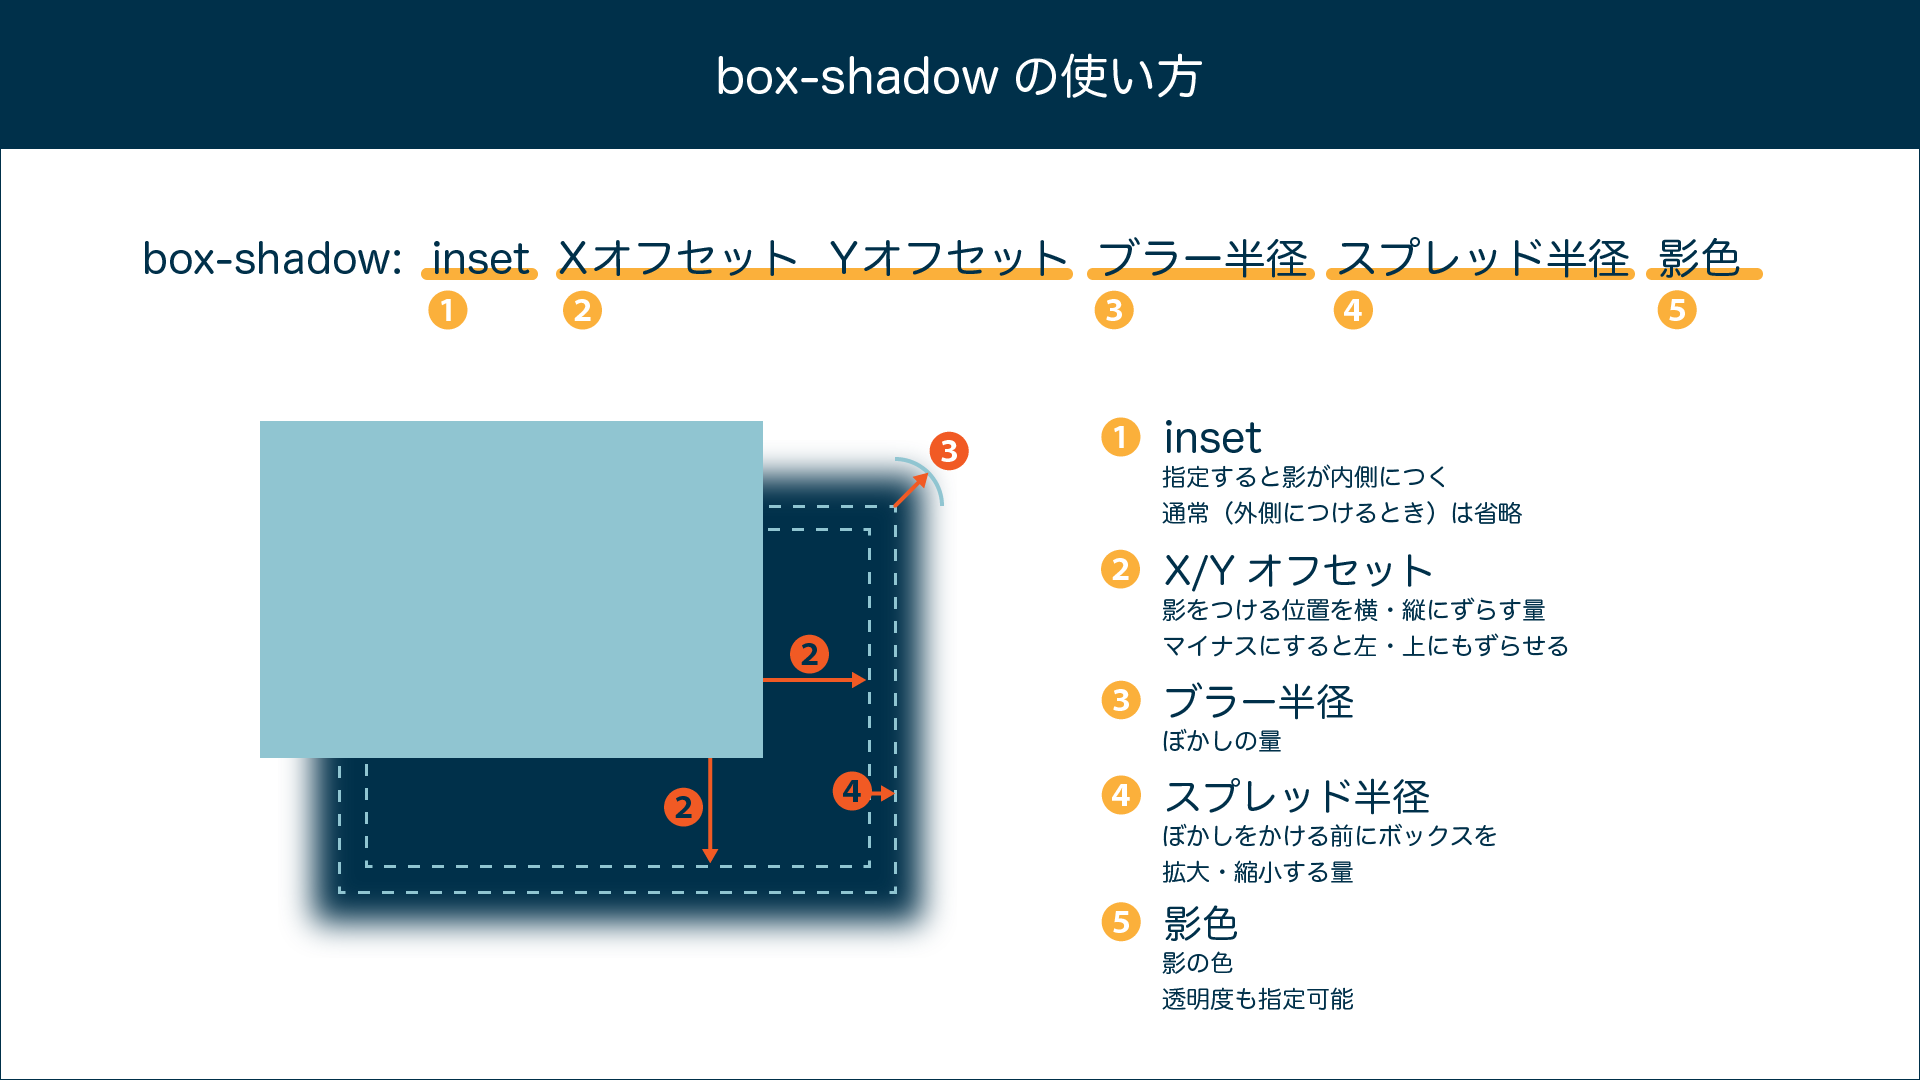 box-shadow の使い方
box-shadow: inset Xオフセット Yオフセット ブラー半径 スプレッド半径 影色
1 2 3 4 5
3
2
4
2
1 inset
指定すると影が内側につく
通常（外側につけるとき）は省略
2 X/Y オフセット
影をつける位置を横・縦にずらす量
マイナスにすると左・上にもずらせる
3 ブラー半径
ぼかしの量
4 スプレッド半径
ぼかしをかける前にボックスを
拡大・縮小する量
5 影色
影の色
透明度も指定可能